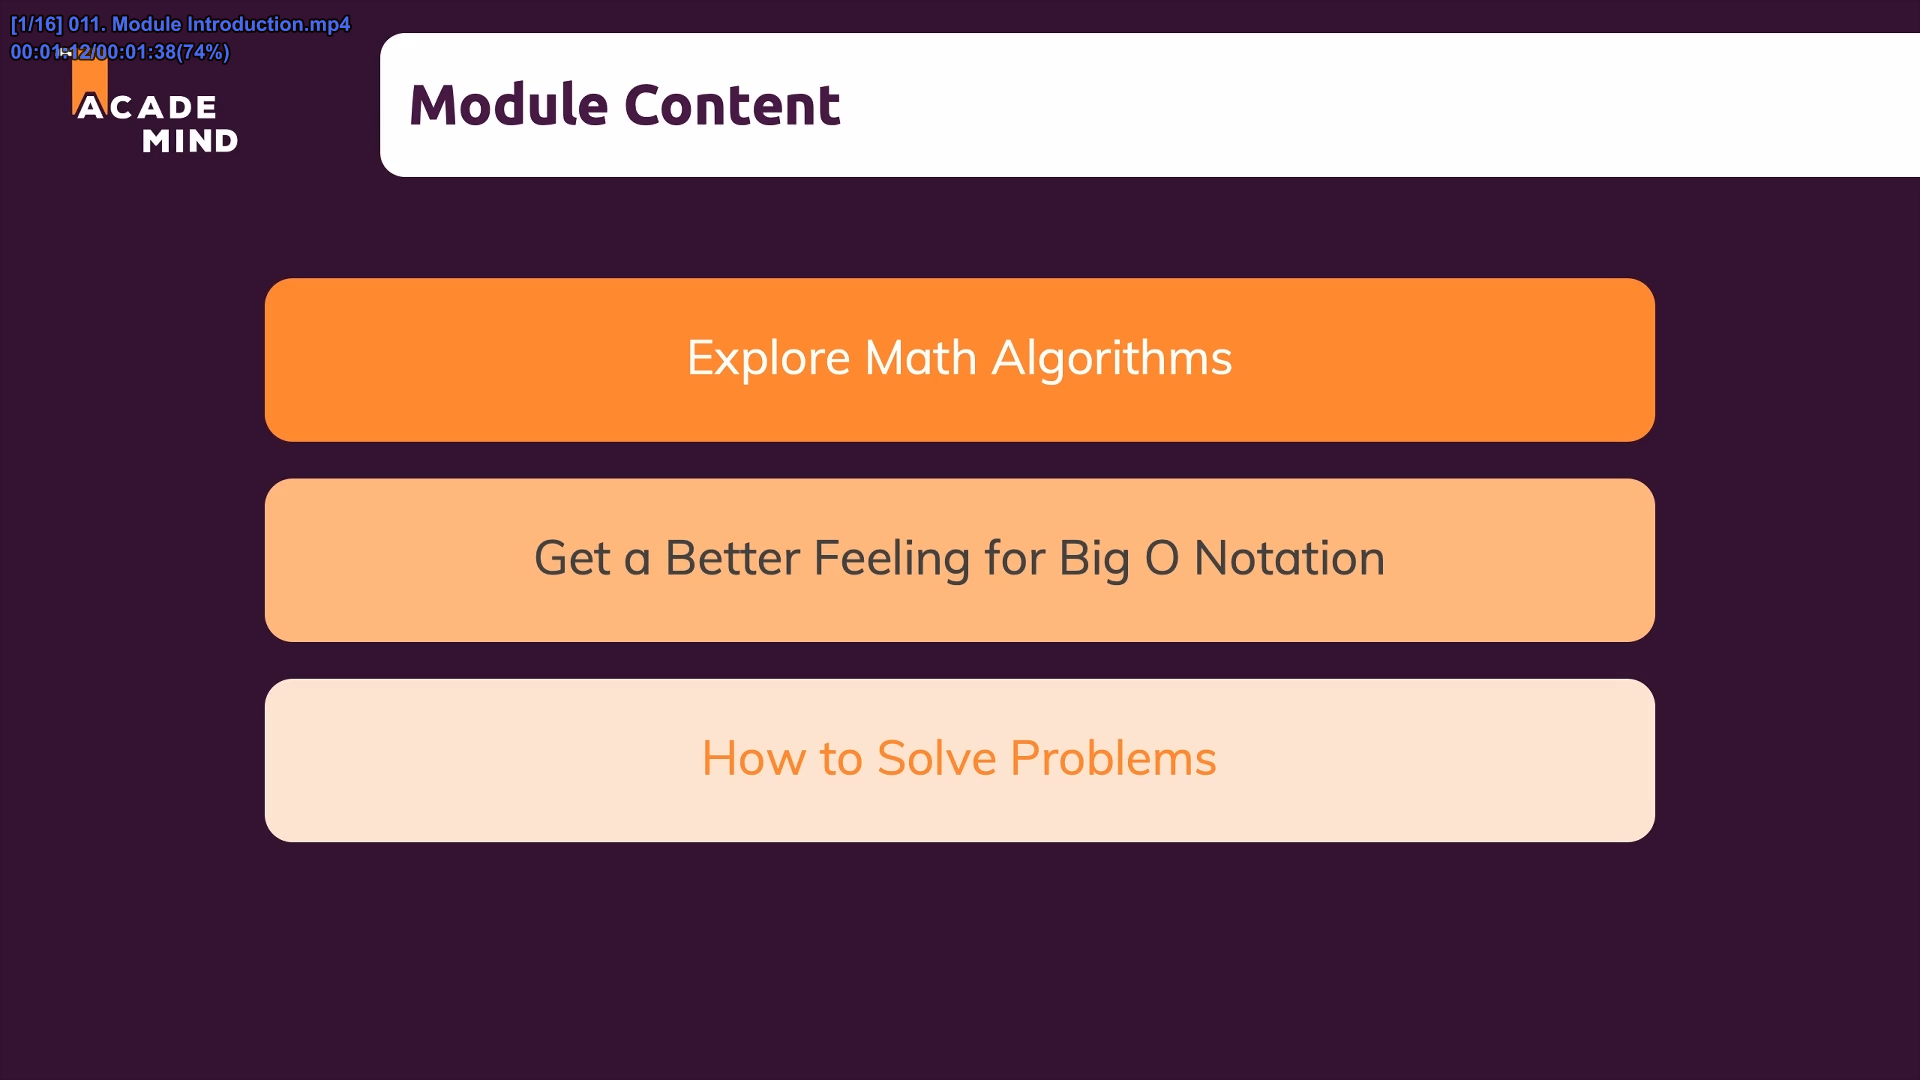 [1/16] 011. Module Introduction.mp4
00:01:12/00:01:38(74%)
ACADE
MIND
Module Content
Explore Math Algorithms
Get a Better Feeling for Big O Notation
How to Solve Problems